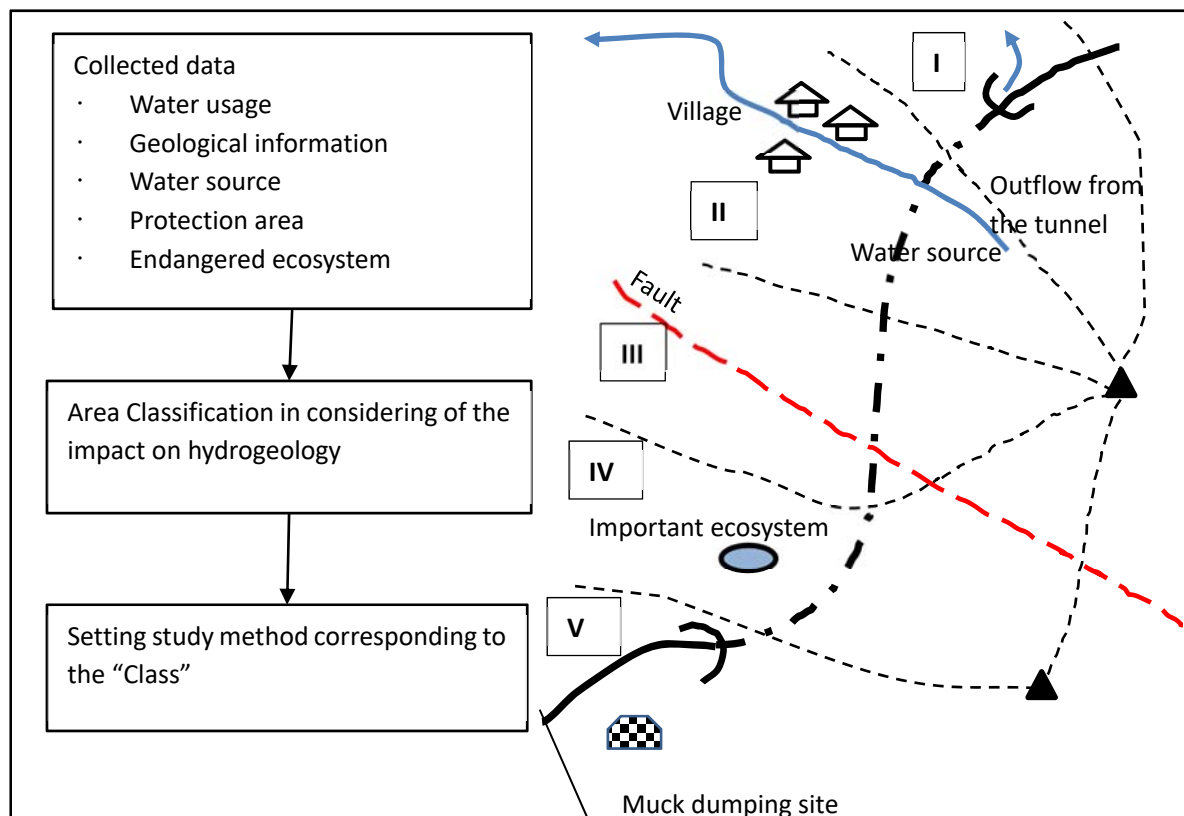 Collected data
· Water usage
· Geological information
· Water source
· Protection area
· Endangered ecosystem
Area Classification in considering of the
impact on hydrogeology
Setting study method corresponding to
the “Class”
I
Village
Outflow from
the tunnel
II
Water source
Fault
III
IV
Important ecosystem
V
Muck dumping site